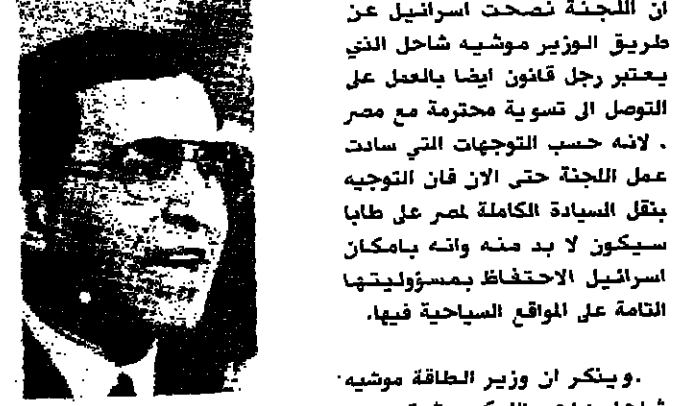 ان اللجنة نصحت اسرائيل عن
طريق الوزير موشيه شاحل الذي
يعتبر رجل قانون ايضا بالعمل على
التوصل الى تسوية محترمة مع مصر
. لانه حسب التوجهات التي سادت
عمل اللجنة حتى الان فان التوجيه
بنقل السيادة الكاملة لمصر على طابا
سيكون لا بد منه وانه بامكان
اسرائيل الاحتفاظ بمسؤوليتها
التامة على المواقع السياحية فيها.
.ويذكر ان وزير الطاقة موشيه